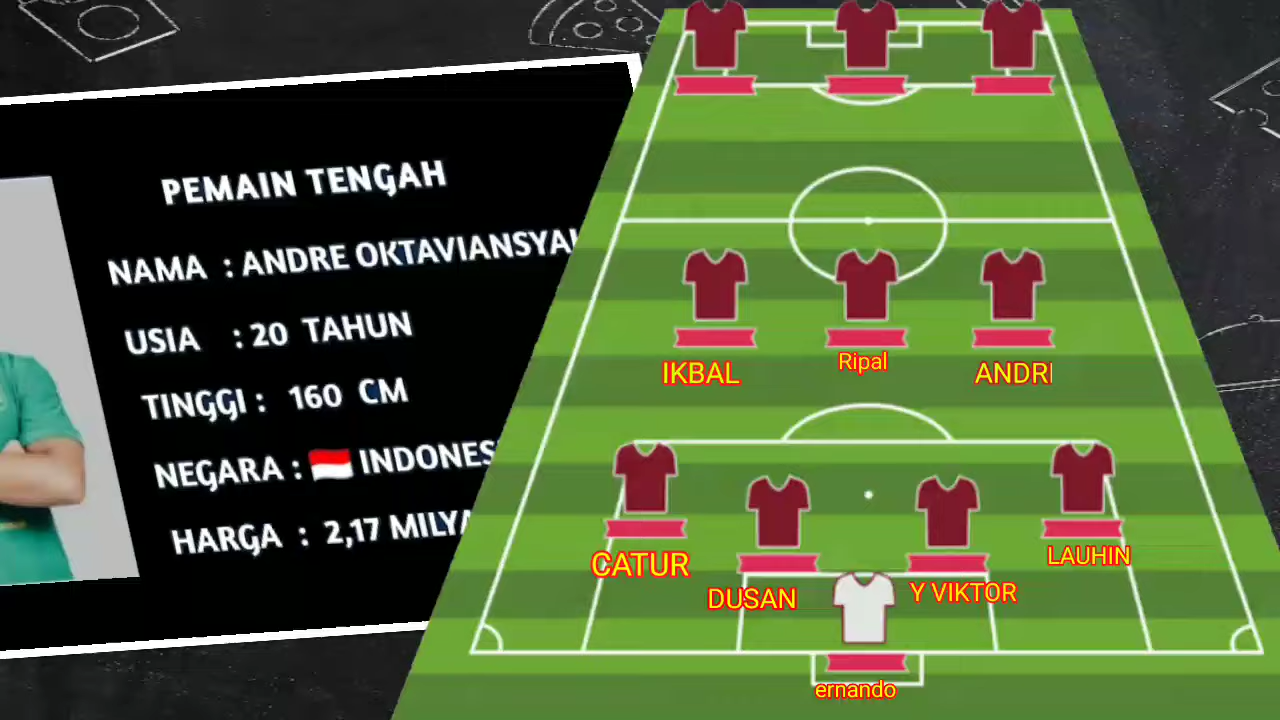 PEMAIN TENGAH
NAMA : ANDRE OKTAVIANSYA
USIA : 20 TAHUN
TINGGI : 160 CM
NEGARA : 🇮🇩 INDONES
HARGA : 2,17 MILYA
IKBAL
Ripal
ANDRI
CATUR
DUSAN
Y VIKTOR
LAUHIN
ernando